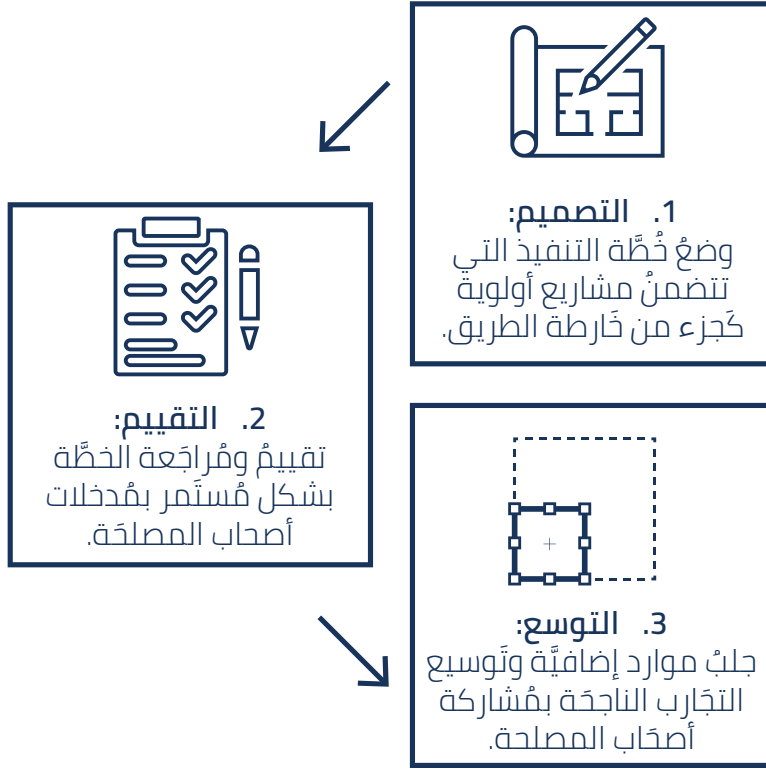 1. التصميم:
وضعُ خُطَّة التنفيذ التي
تتضمنُ مشاريع أولوية
كَجزء من خَارطة الطريق.
2. التقييم:
تقييمُ ومُراجَعة الخطَّة
بشكل مُستَمر بمُدخلات
أصحاب المصلحَة.
3. التوسع:
جلبُ موارد إضافيَّة وتَوسيع
التجَارب الناجحَة بمُشاركة
أصحَاب المصلحة.